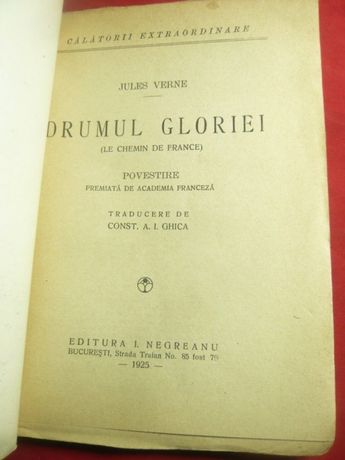 CĂLĂTORII EXTRAORDINARE
JULES VERNE
DRUMUL GLORIEI
(LE CHEMIN DE FRANCE)
POVESTIRE
PREMIATĂ DE ACADEMIA FRANCEZĂ
TRADUCERE DE
CONST. A. I. GHICA
EDITURA I. NEGREANU
BUCUREȘTI, Strada Traian No. 85 fost 79
— 1925 —